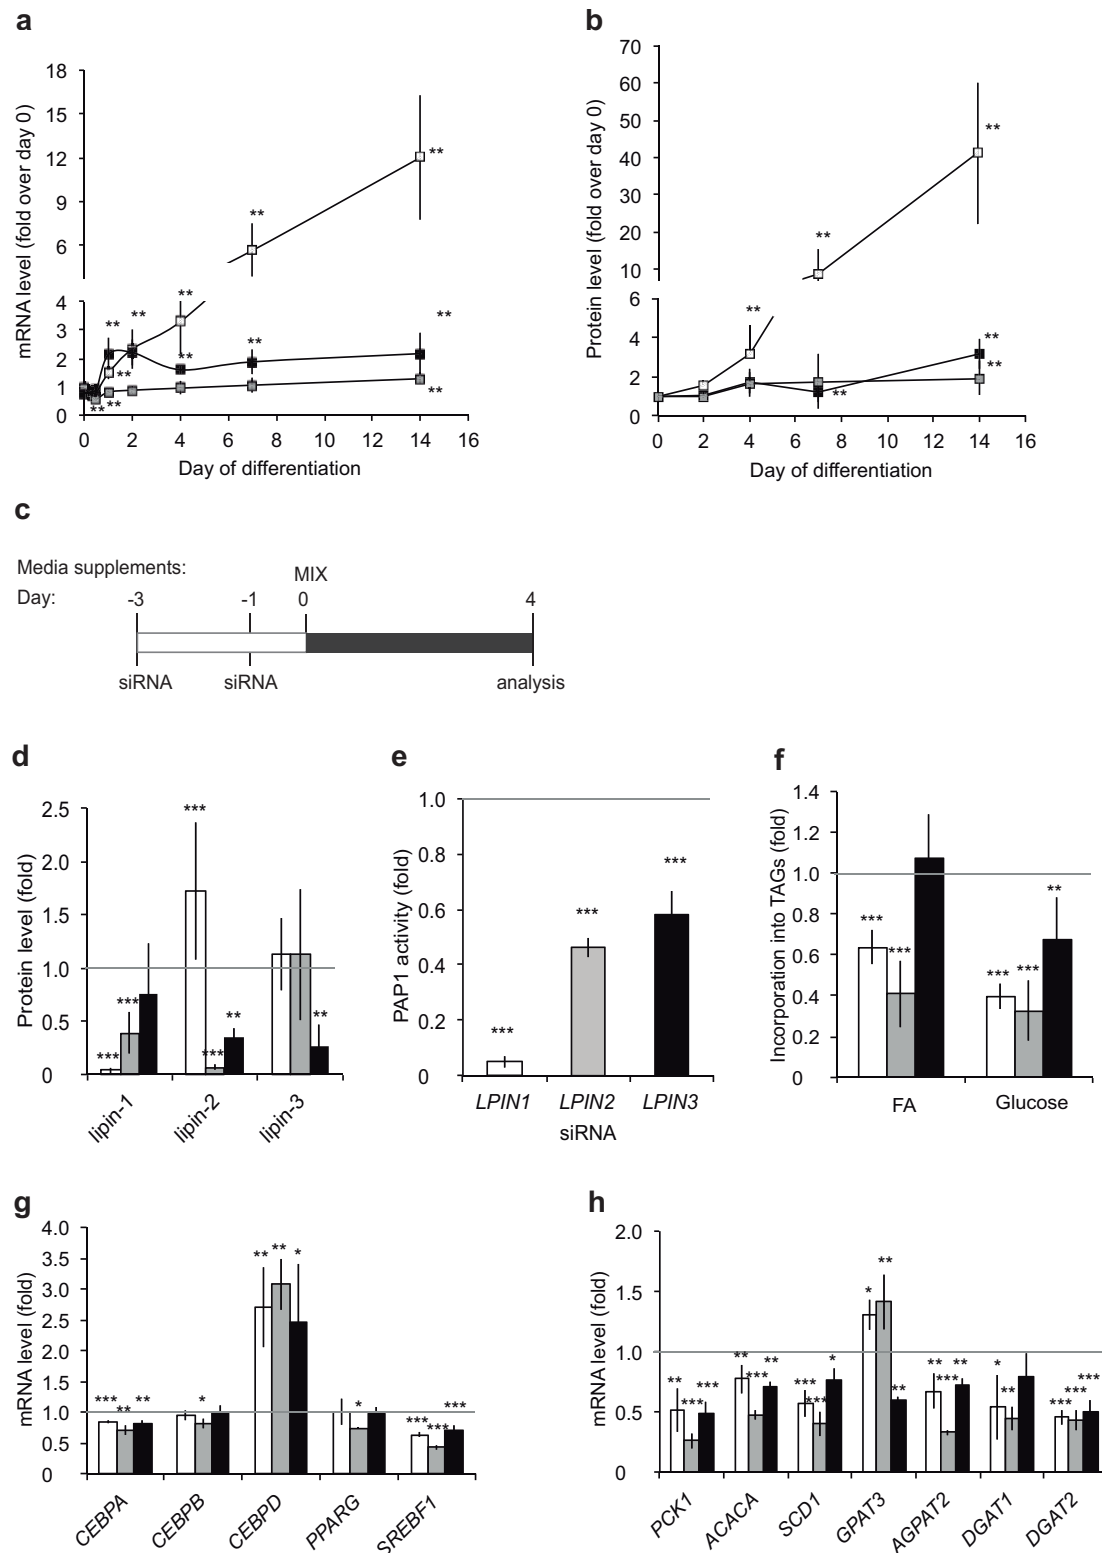 a
mRNA level (fold over day 0)
18
15
12
9
6
4
3
2
1
0
** ** ** ** ** ** ** ** ** ** ** **
0 2 4 6 8 10 12 14 16
Day of differentiation
b
Protein level (fold over day 0)
70
60
50
40
30
20
10
6
4
2
0
** ** ** ** ** **
0 2 4 6 8 10 12 14 16
Day of differentiation
c
Media supplements:
MIX
Day: -3 -1 0 4
siRNA siRNA analysis
d
Protein level (fold)
2.5
2.0
1.5
1.0
0.5
0
*** *** *** *** ** **
lipin-1 lipin-2 lipin-3
e
PAP1 activity (fold)
1.0
0.8
0.6
0.4
0.2
0
*** *** ***
LPIN1 LPIN2 LPIN3
siRNA
f
Incorporation into TAGs (fold)
1.4
1.2
1.0
0.8
0.6
0.4
0.2
0
*** *** *** *** **
FA Glucose
g
mRNA level (fold)
4.0
3.5
3.0
2.5
2.0
1.5
1.0
0.5
0
*** ** ** * ** ** * * *** *** ***
CEBPA CEBPB CEBPD PPARG SREBF1
h
mRNA level (fold)
2.0
1.5
1.0
0.5
0
** *** *** ** *** ** *** *** * * ** ** ** *** ** * ** *** *** ***
PCK1 ACACA SCD1 GPAT3 AGPAT2 DGAT1 DGAT2